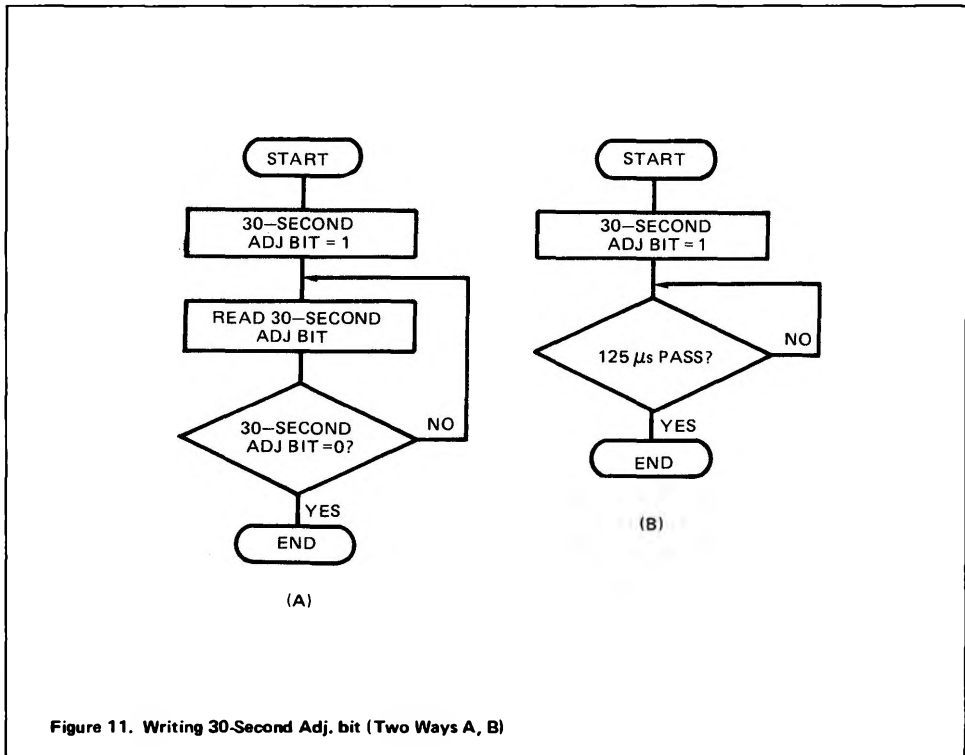 START
30–SECOND
ADJ BIT = 1
READ 30–SECOND
ADJ BIT
30–SECOND
ADJ BIT =0?
NO
YES
END
(A)
START
30–SECOND
ADJ BIT = 1
125 μs PASS?
NO
YES
END
(B)
Figure 11. Writing 30-Second Adj. bit (Two Ways A, B)